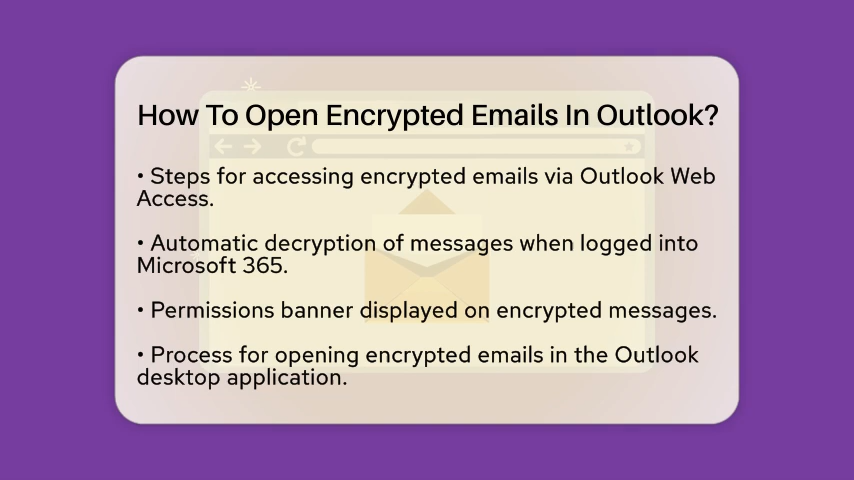 How To Open Encrypted Emails In Outlook?
• Steps for accessing encrypted emails via Outlook Web
Access.
• Automatic decryption of messages when logged into
Microsoft 365.
• Permissions banner displayed on encrypted messages.
• Process for opening encrypted emails in the Outlook
desktop application.